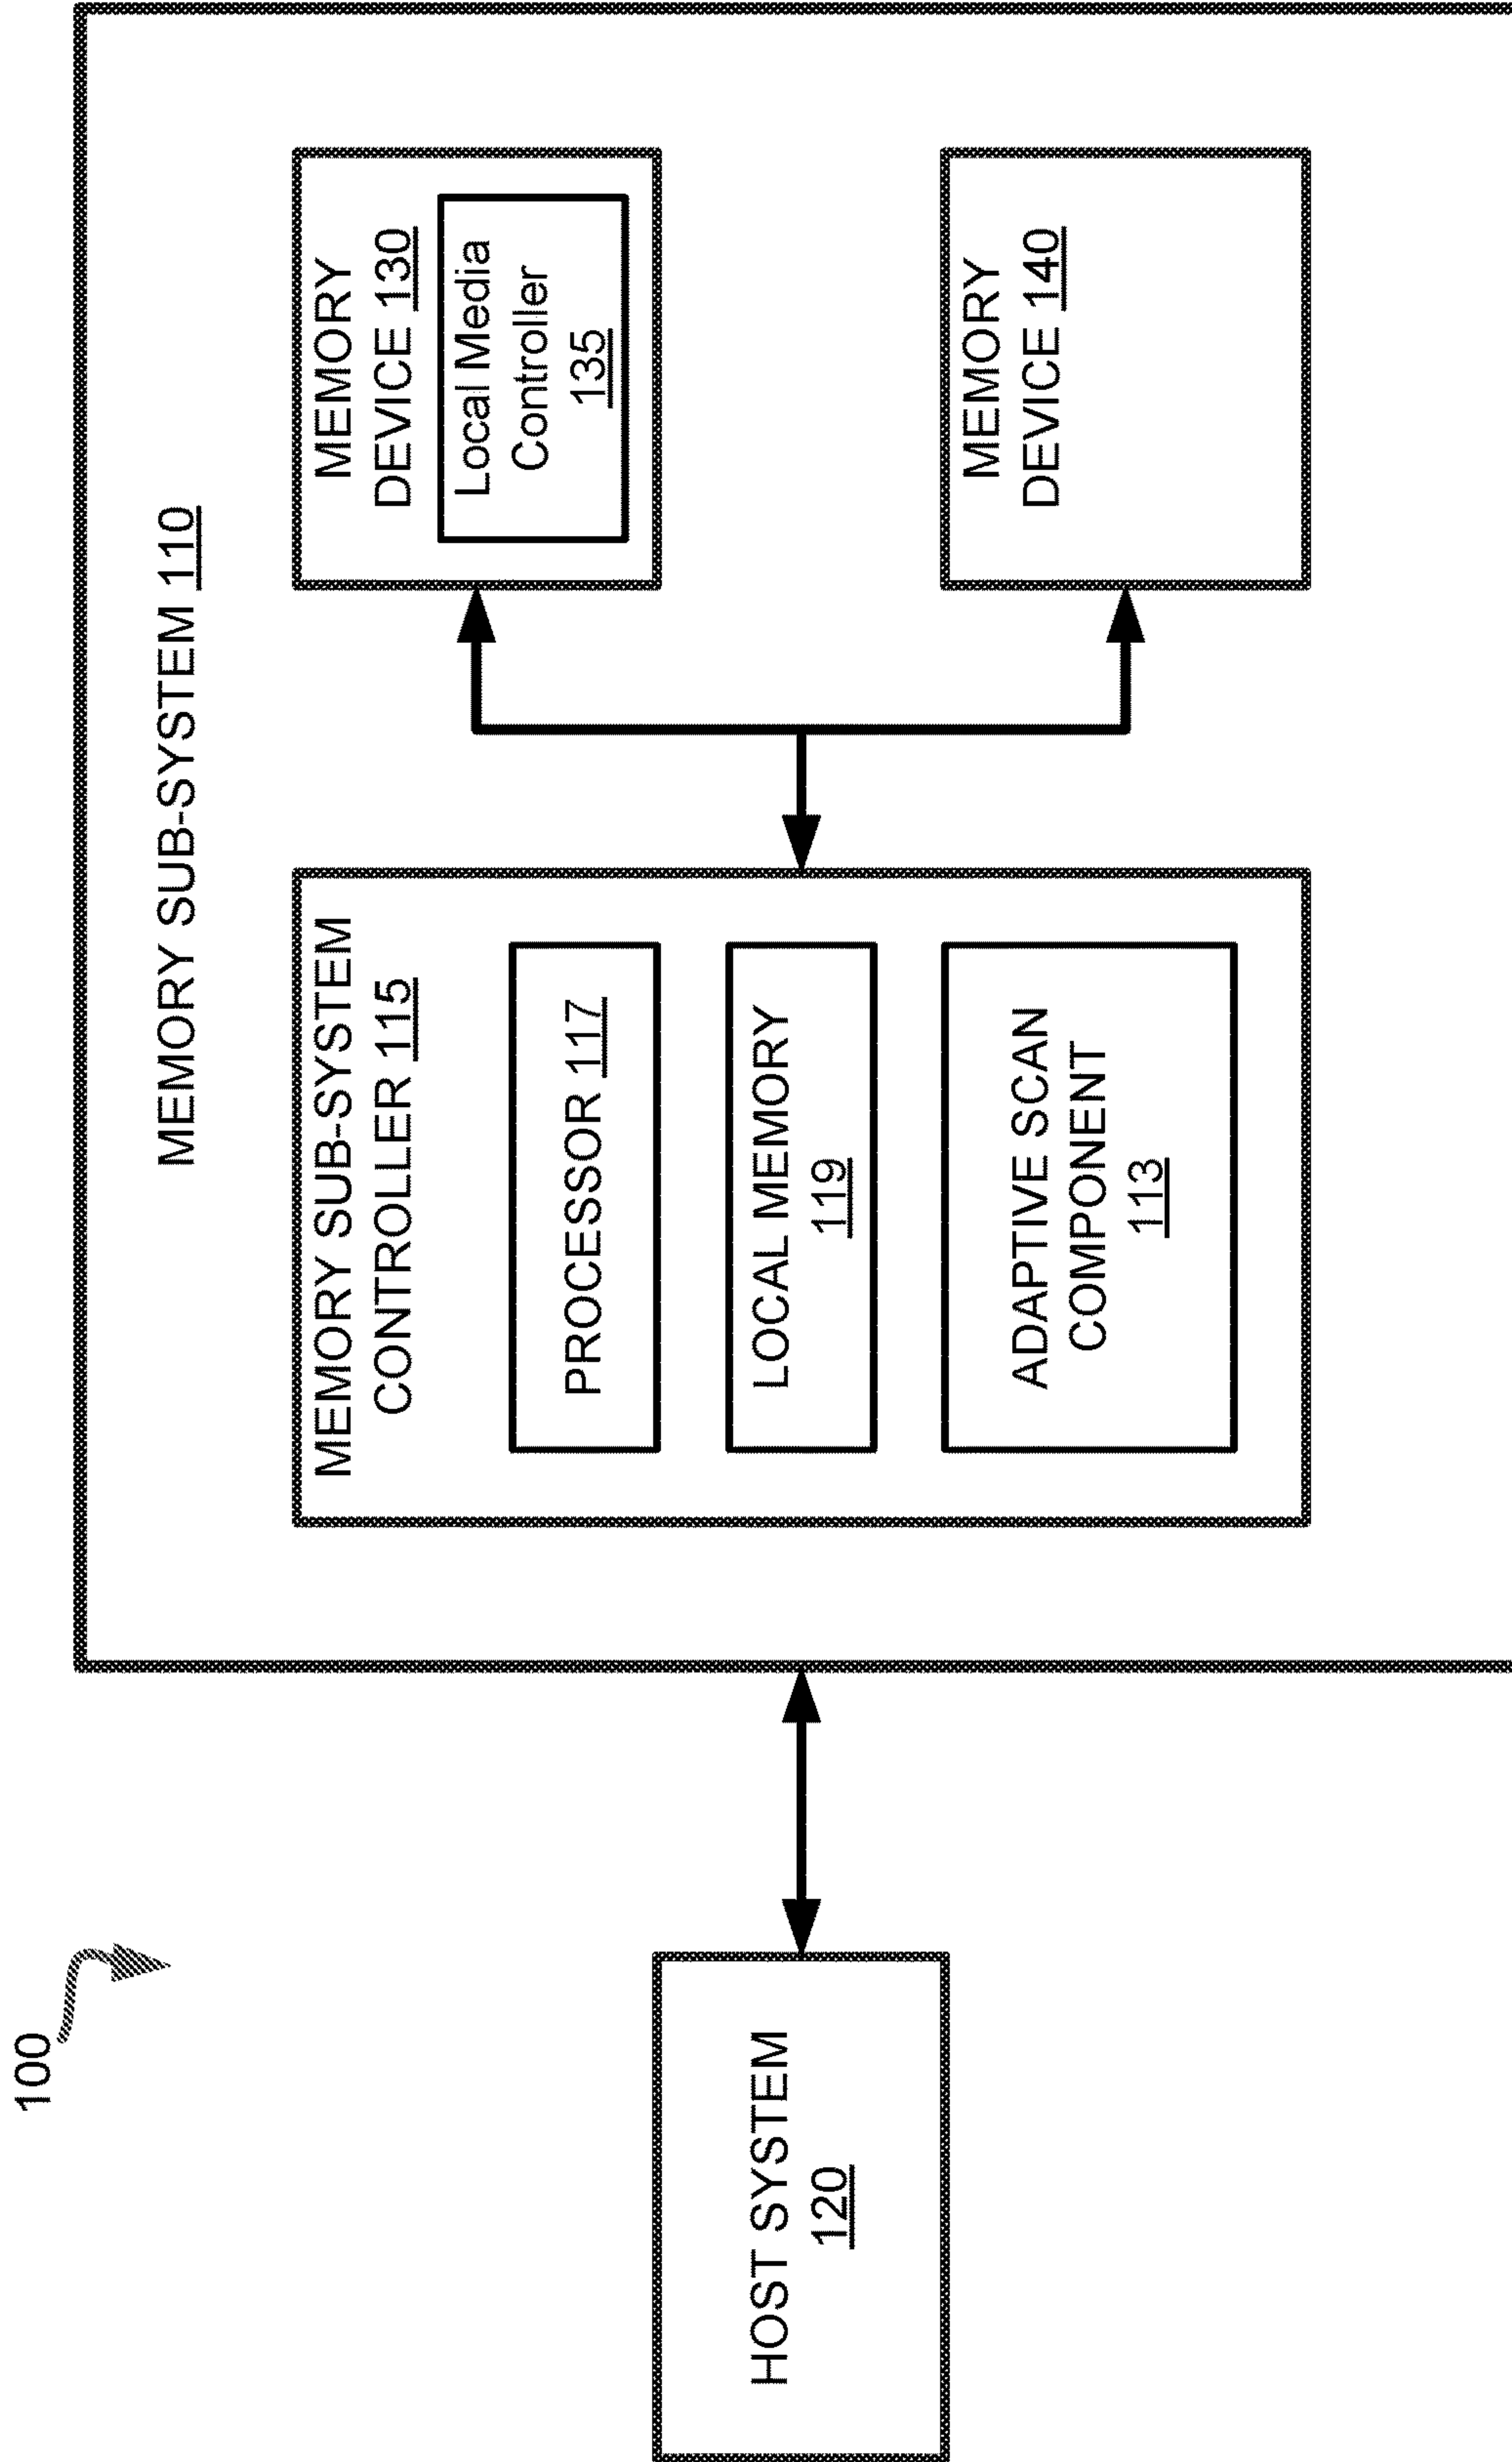 100
HOST SYSTEM
120
MEMORY SUB-SYSTEM 110
MEMORY SUB-SYSTEM
CONTROLLER 115
PROCESSOR 117
LOCAL MEMORY
119
ADAPTIVE SCAN
COMPONENT
113
MEMORY
DEVICE 130
Local Media
Controller
135
MEMORY
DEVICE 140